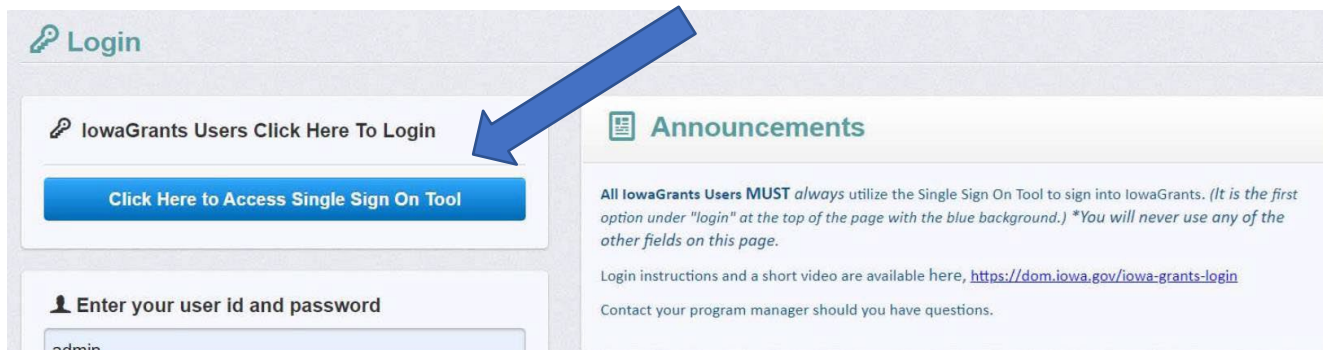 Login
IowaGrants Users Click Here To Login
Click Here to Access Single Sign On Tool
Enter your user id and password
admin
Announcements
All IowaGrants Users MUST always utilize the Single Sign On Tool to sign into IowaGrants. (It is the first
option under "login" at the top of the page with the blue background.) *You will never use any of the
other fields on this page.
Login instructions and a short video are available here, https://dom.iowa.gov/iowa-grants-login
Contact your program manager should you have questions.